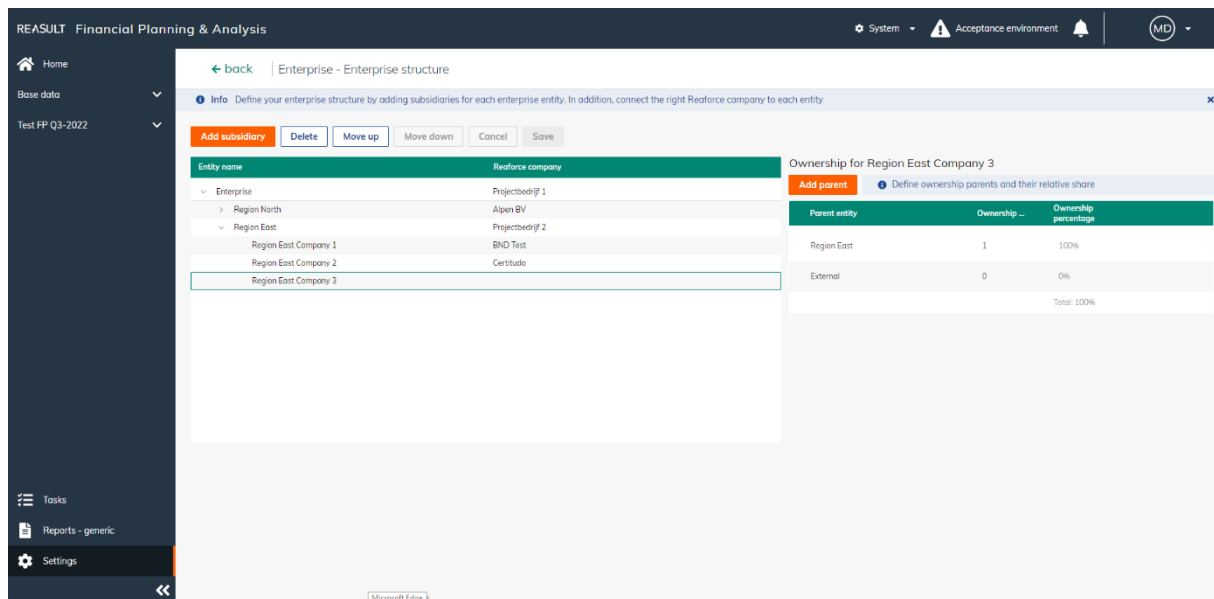 REASULT Financial Planning & Analysis
System
Acceptance environment
MD
Home
Base data
Test FP Q3-2022
Tasks
Reports - generic
Settings
back
Enterprise - Enterprise structure
Info Define your enterprise structure by adding subsidiaries for each enterprise entity. In addition, connect the right Reaforce company to each entity
Add subsidiary Delete Move up Move down Cancel Save
Entity name Reaforce company
Enterprise Projectbedrijf 1
Region North Alpen BV
Region East Projectbedrijf 2
Region East Company 1 BND Test
Region East Company 2 Certitudo
Region East Company 3
Ownership for Region East Company 3
Add parent Define ownership parents and their relative share
Parent entity Ownership ... Ownership percentage
Region East 1 100%
External 0 0%
Total: 100%
Microsoft Edge